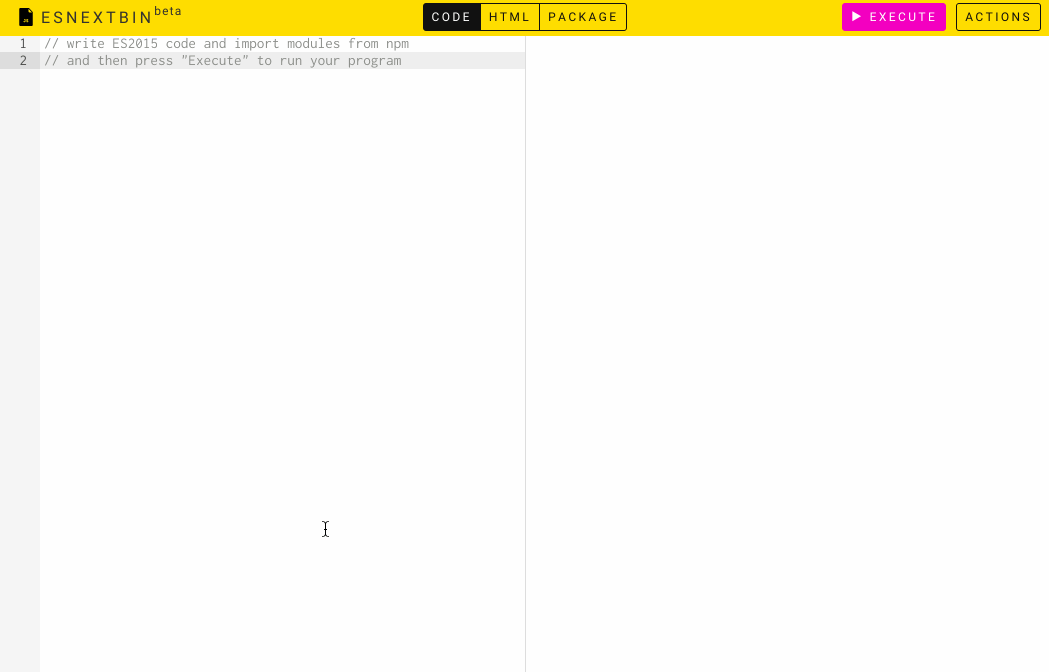 ESNEXTBIN beta CODE HTML PACKAGE EXECUTE ACTIONS
1 // write ES2015 code and import modules from npm
2 // and then press "Execute" to run your program